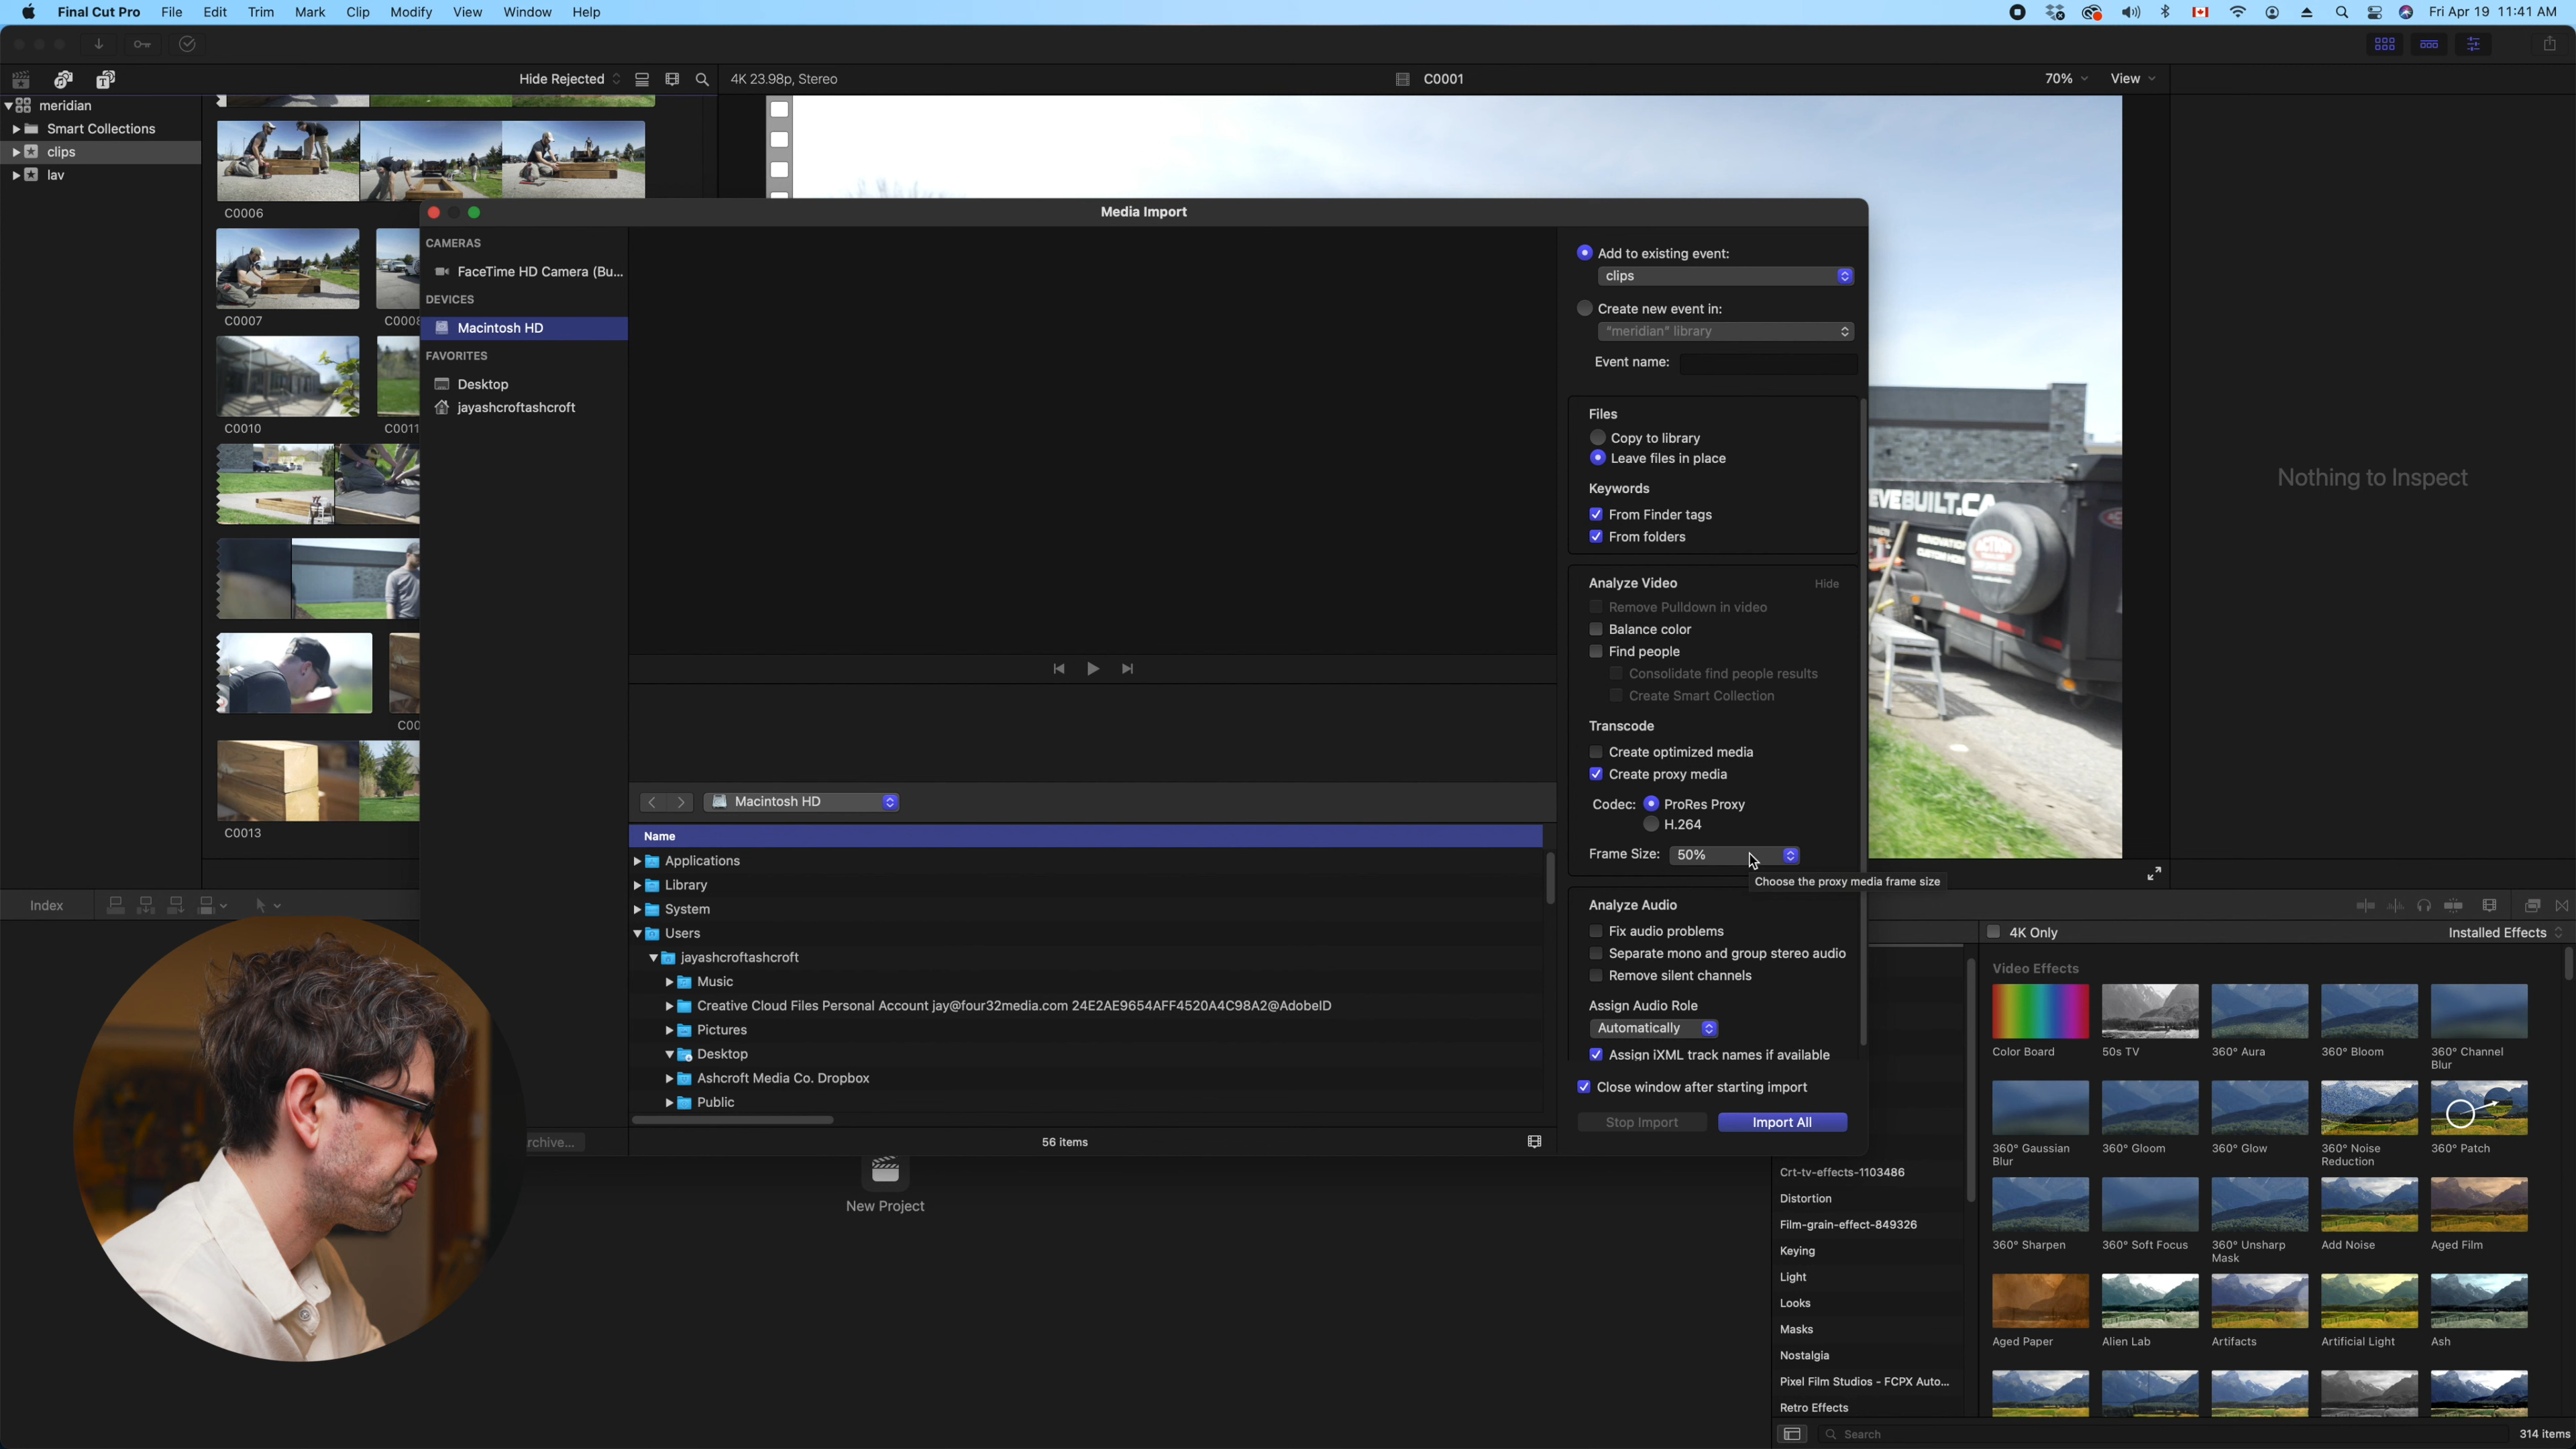 Final Cut Pro File Edit Trim Mark Clip Modify View Window Help
Fri Apr 19 11:41 AM
Hide Rejected
4K 23.98p, Stereo
C0001
70% View
meridian
Smart Collections
clips
lav
C0006
C0007
C0008
C0010
C0011
C0013
Media Import
CAMERAS
FaceTime HD Camera (Bu...
DEVICES
Macintosh HD
FAVORITES
Desktop
jayashcroftashcroft
Macintosh HD
Name
Applications
Library
System
Users
jayashcroftashcroft
Music
Creative Cloud Files Personal Account jay@four32media.com 24E2AE9654AFF4520A4C98A2@AdobeID
Pictures
Desktop
Ashcroft Media Co. Dropbox
Public
rchive...
56 items
Add to existing event:
clips
Create new event in:
"meridian" library
Event name:
Files
Copy to library
Leave files in place
Keywords
From Finder tags
From folders
Analyze Video Hide
Remove Pulldown in video
Balance color
Find people
Consolidate find people results
Create Smart Collection
Transcode
Create optimized media
Create proxy media
Codec: ProRes Proxy
H.264
Frame Size: 50%
Choose the proxy media frame size
Analyze Audio
Fix audio problems
Separate mono and group stereo audio
Remove silent channels
Assign Audio Role
Automatically
Assign iXML track names if available
Close window after starting import
Stop Import Import All
EVEBUILT.CA
Nothing to Inspect
Index
New Project
4K Only
Installed Effects
Video Effects
Color Board
50s TV
360° Aura
360° Bloom
360° Channel
Blur
360° Gaussian
Blur
360° Gloom
360° Glow
360° Noise
Reduction
360° Patch
360° Sharpen
360° Soft Focus
360° Unsharp
Mask
Add Noise
Aged Film
Aged Paper
Alien Lab
Artifacts
Artificial Light
Ash
Crt-tv-effects-1103486
Distortion
Film-grain-effect-849326
Keying
Light
Looks
Masks
Nostalgia
Pixel Film Studios - FCPX Auto...
Retro Effects
Search
314 items